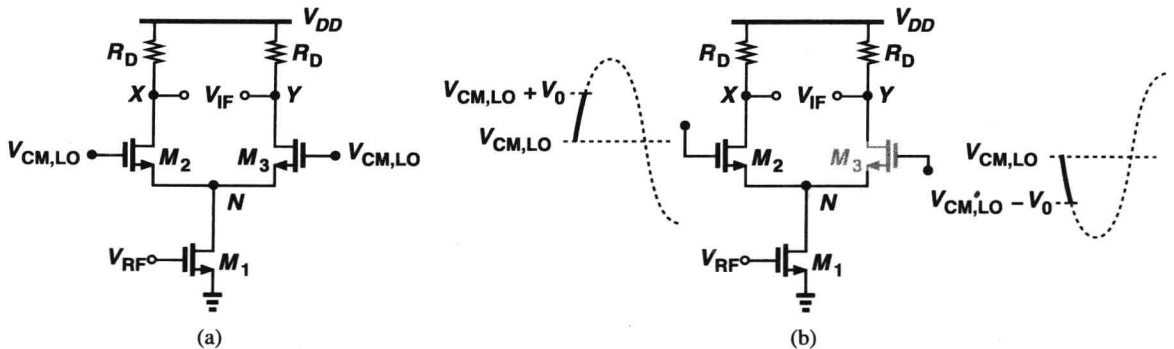 V_DD
R_D R_D
X V_IF Y
V_CM,LO M_2 M_3 V_CM,LO
N
V_RF M_1
(a)
V_DD
R_D R_D
V_CM,LO + V_0
X V_IF Y
V_CM,LO
M_2 M_3
V_CM,LO
V_CM,LO − V_0
N
V_RF M_1
(b)